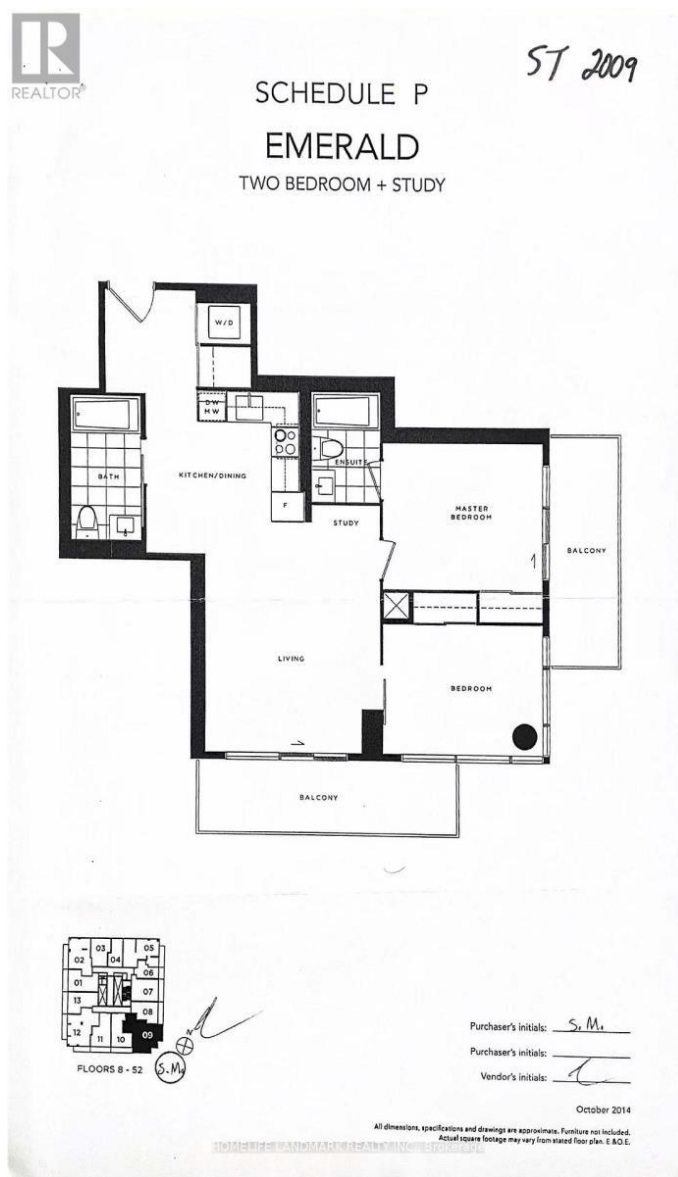 REALTOR®
ST 2009
SCHEDULE P
EMERALD
TWO BEDROOM + STUDY
W/D
DW
MW
BATH
KITCHEN/DINING
ENSUITE
F
STUDY
MASTER
BEDROOM
BALCONY
LIVING
BEDROOM
BALCONY
03
05
02
04
06
01
07
13
08
12
09
11
10
N
FLOORS 8 - 52
S.M.
Purchaser's initials: S.M.
Purchaser's initials:
Vendor's initials:
October 2014
All dimensions, specifications and drawings are approximate. Furniture not included.
Actual square footage may vary from stated floor plan. E &O.E.
HOMELIFE LANDMARK REALTY INC., Brokerage